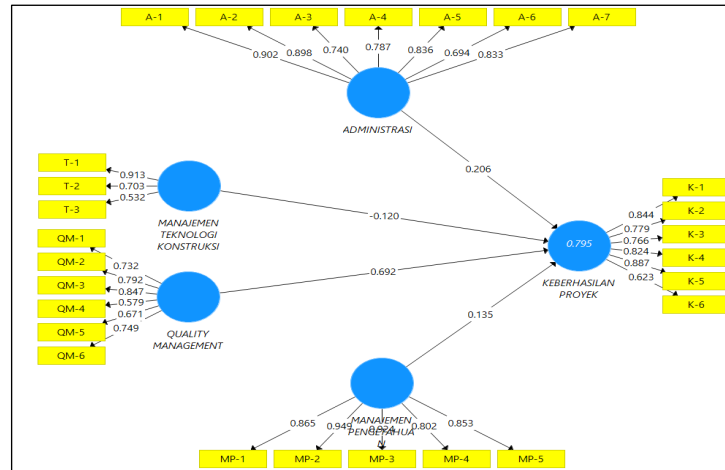 A-1 A-2 A-3 A-4 A-5 A-6 A-7
0.902 0.898 0.740 0.787 0.836 0.694 0.833
ADMINISTRASI
T-1
T-2
T-3
0.913
0.703
0.532
MANAJEMEN
TEKNOLOGI
KONSTRUKSI
0.206
-0.120
0.692
0.135
QM-1
QM-2
QM-3
QM-4
QM-5
QM-6
0.732
0.792
0.847
0.579
0.671
0.749
QUALITY
MANAGEMENT
0.795
KEBERHASILAN
PROYEK
0.844
0.779
0.766
0.824
0.887
0.623
K-1
K-2
K-3
K-4
K-5
K-6
MANAJEMEN
PENGETAHUA
N
0.865 0.949 0.802 0.853
MP-1 MP-2 MP-3 MP-4 MP-5